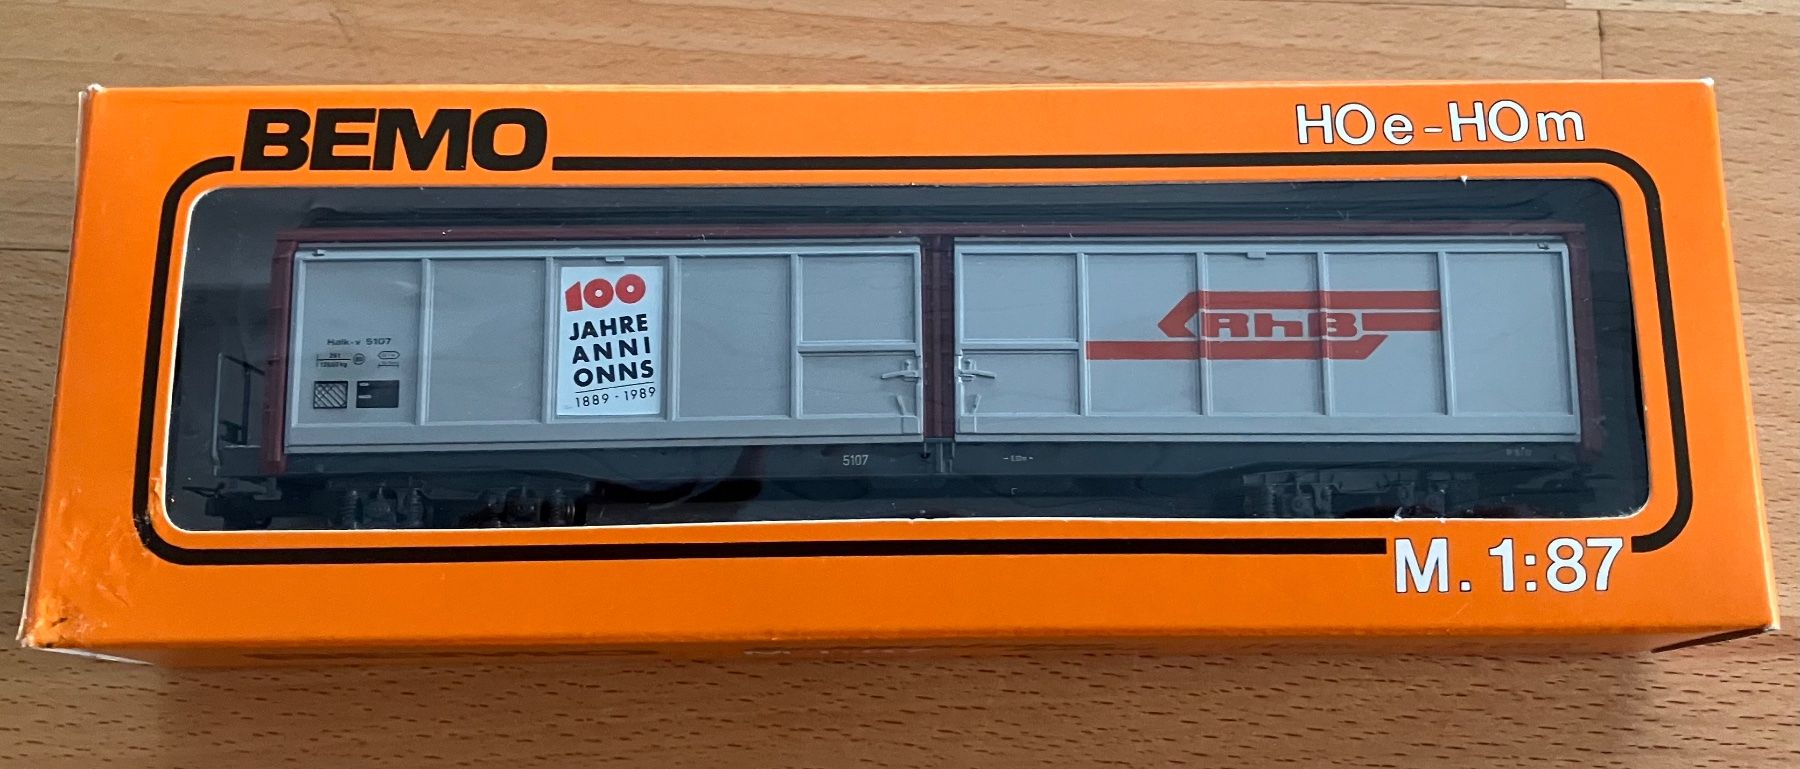 BEMO
HOe-HOm
100
JAHRE
ANNI
ONNS
1889 - 1989
RhB
Haik-v 5107
5107
M. 1:87